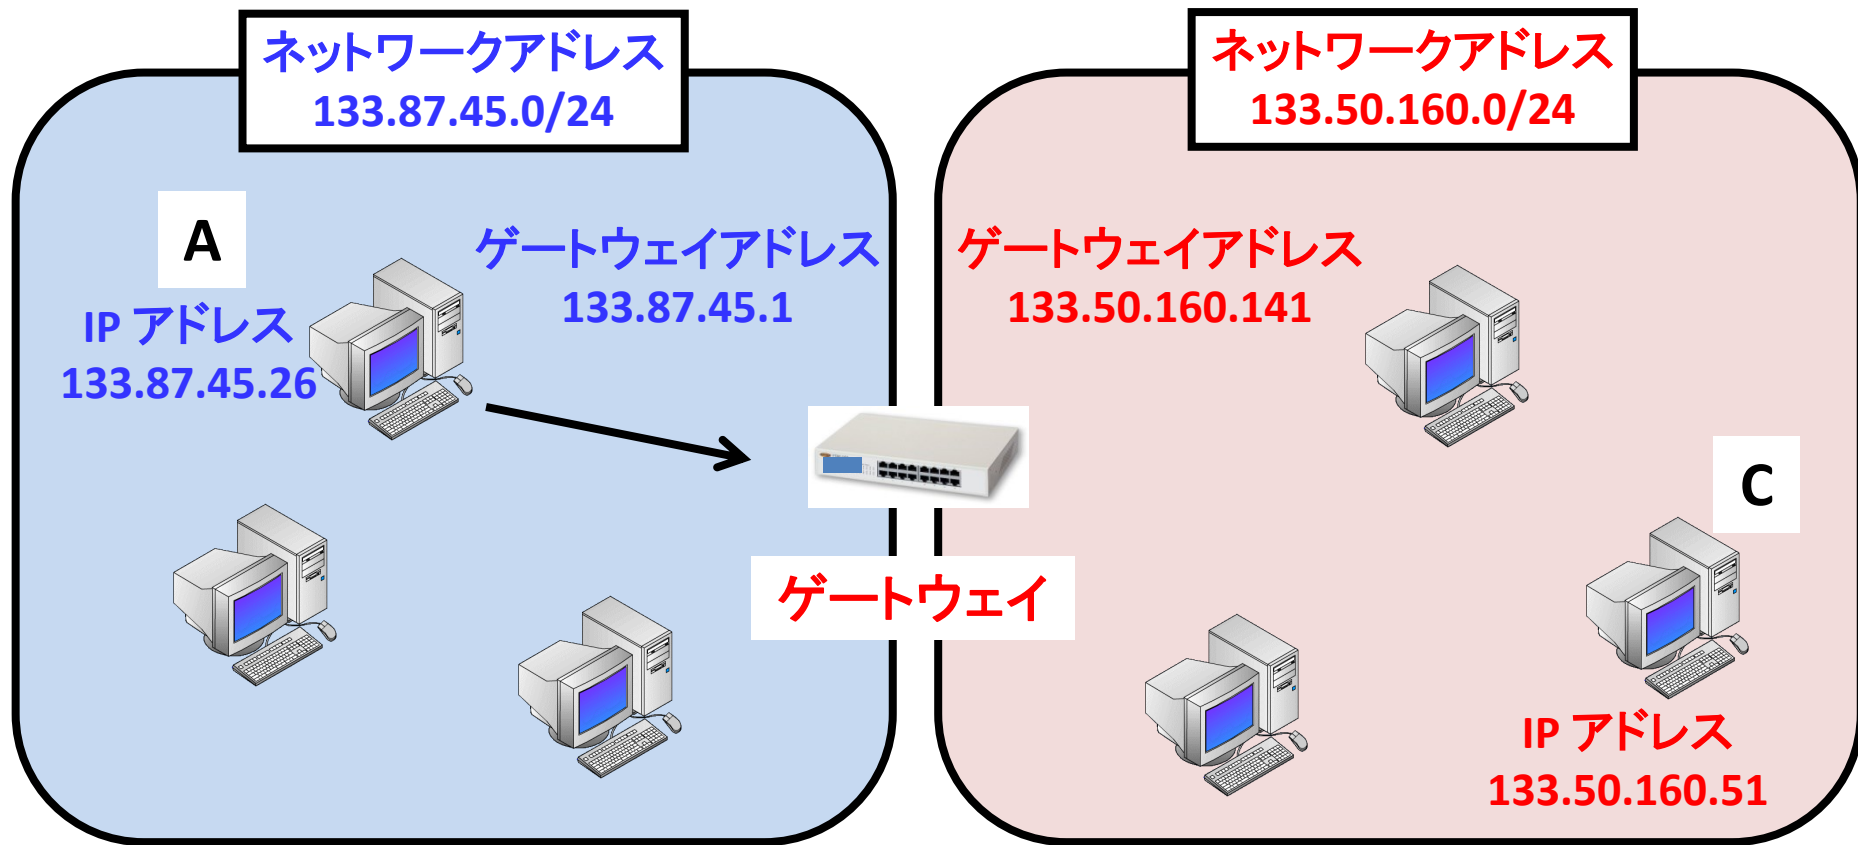 ネットワークアドレス
133.87.45.0/24
ネットワークアドレス
133.50.160.0/24
A
IP アドレス
133.87.45.26
ゲートウェイアドレス
133.87.45.1
ゲートウェイアドレス
133.50.160.141
C
ゲートウェイ
IP アドレス
133.50.160.51